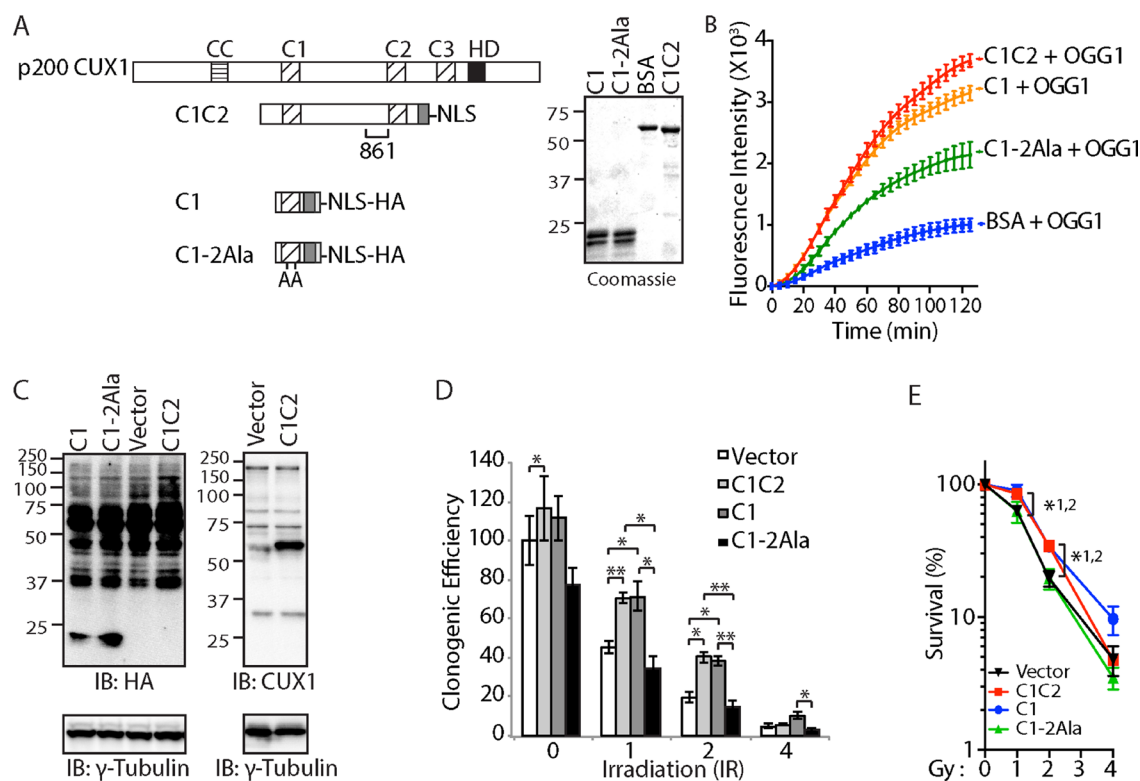 A
CC C1 C2 C3 HD
p200 CUX1
C1C2
-NLS
861
C1
-NLS-HA
C1-2Ala
-NLS-HA
AA
C1
C1-2Ala
BSA
C1C2
75
50
37
25
Coomassie
B
Fluorescnce Intensity (X10³)
4
3
2
1
0
0 20 40 60 80 100 120
Time (min)
C1C2 + OGG1
C1 + OGG1
C1-2Ala + OGG1
BSA + OGG1
C
C1
C1-2Ala
Vector
C1C2
250
150
100
75
50
37
25
IB: HA
IB: γ-Tubulin
Vector
C1C2
250
150
100
75
50
37
25
IB: CUX1
IB: γ-Tubulin
D
Clonogenic Efficiency
140
120
100
80
60
40
20
0
0 1 2 4
Irradiation (IR)
Vector
C1C2
C1
C1-2Ala
*
*
*
**
*
**
*
*
**
*
E
Survival (%)
100
10
1
*1,2
*1,2
Vector
C1C2
C1
C1-2Ala
Gy : 0 1 2 4